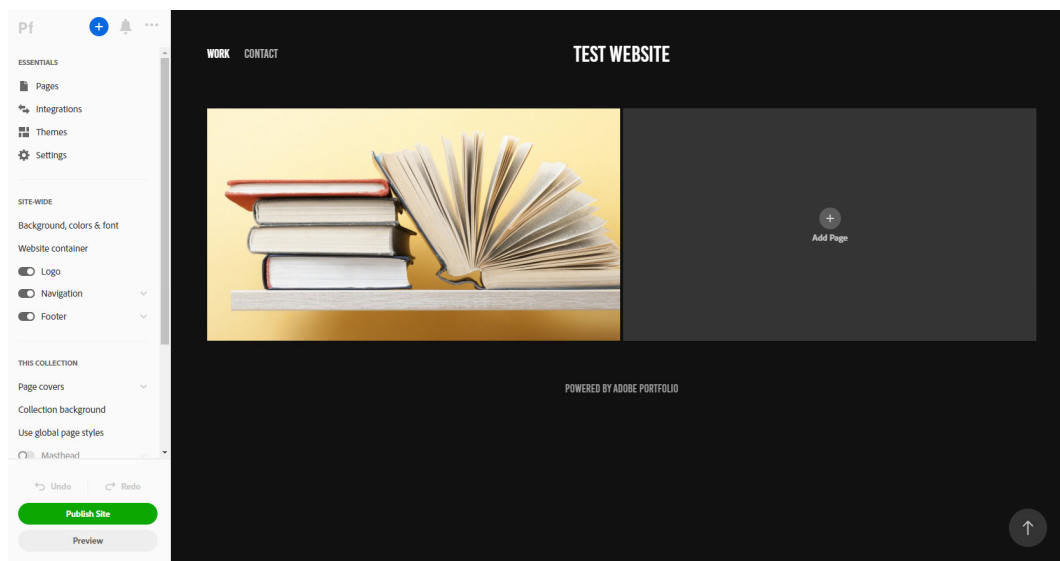 Pf
ESSENTIALS
Pages
Integrations
Themes
Settings
SITE-WIDE
Background, colors & font
Website container
Logo
Navigation
Footer
THIS COLLECTION
Page covers
Collection background
Use global page styles
Masthead
Undo
Redo
Publish Site
Preview
WORK CONTACT
TEST WEBSITE
Add Page
POWERED BY ADOBE PORTFOLIO